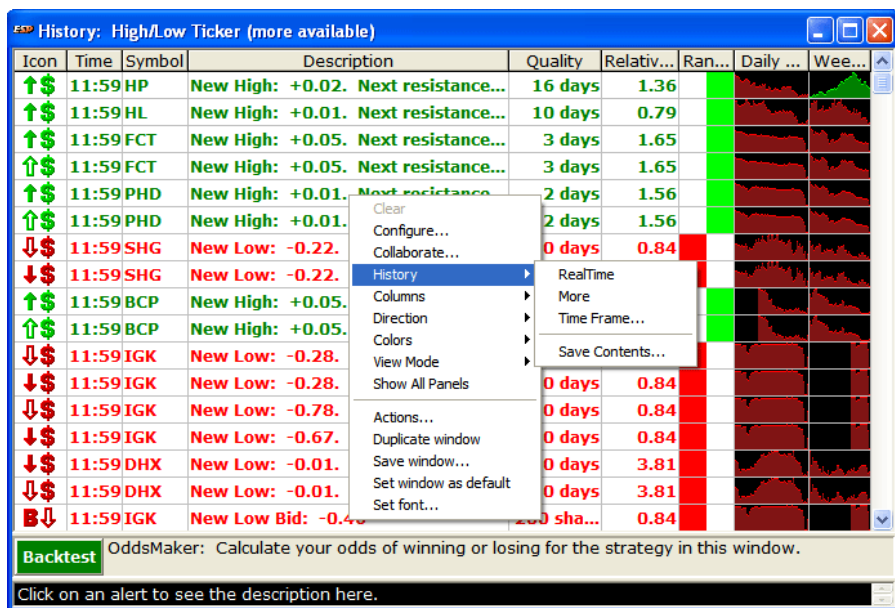 History: High/Low Ticker (more available)
Icon Time Symbol Description Quality Relativ... Ran... Daily ... Wee...
$ 11:59 HP New High: +0.02. Next resistance... 16 days 1.36
$ 11:59 HL New High: +0.01. Next resistance... 10 days 0.79
$ 11:59 FCT New High: +0.05. Next resistance... 3 days 1.65
$ 11:59 FCT New High: +0.05. Next resistance... 3 days 1.65
$ 11:59 PHD New High: +0.01. Next resistance 2 days 1.56
$ 11:59 PHD New High: +0.01. 2 days 1.56
$ 11:59 SHG New Low: -0.22. 0 days 0.84
$ 11:59 SHG New Low: -0.22.
$ 11:59 BCP New High: +0.05.
$ 11:59 BCP New High: +0.05.
$ 11:59 IGK New Low: -0.28.
$ 11:59 IGK New Low: -0.28. 0 days 0.84
$ 11:59 IGK New Low: -0.78. 0 days 0.84
$ 11:59 IGK New Low: -0.67. 0 days 0.84
$ 11:59 DHX New Low: -0.01. 0 days 3.81
$ 11:59 DHX New Low: -0.01. 0 days 3.81
B 11:59 IGK New Low Bid: sha... 0.84
Clear
Configure...
Collaborate...
History
Columns
Direction
Colors
View Mode
Show All Panels
Actions...
Duplicate window
Save window...
Set window as default
Set font...
RealTime
More
Time Frame...
Save Contents...
Backtest OddsMaker: Calculate your odds of winning or losing for the strategy in this window.
Click on an alert to see the description here.